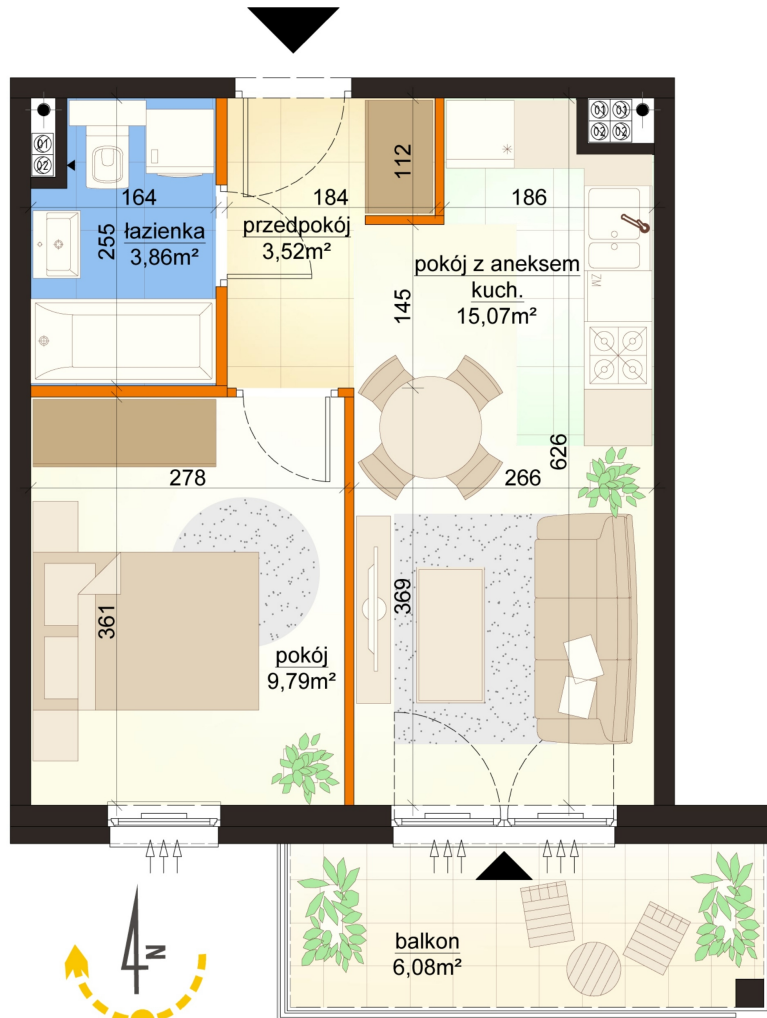 01
02
01 01
02 02
112
164
184
186
255
łazienka
3,86m²
przedpokój
3,52m²
pokój z aneksem
kuch.
15,07m²
ZM
145
626
278
266
361
369
pokój
9,79m²
N
balkon
6,08m²